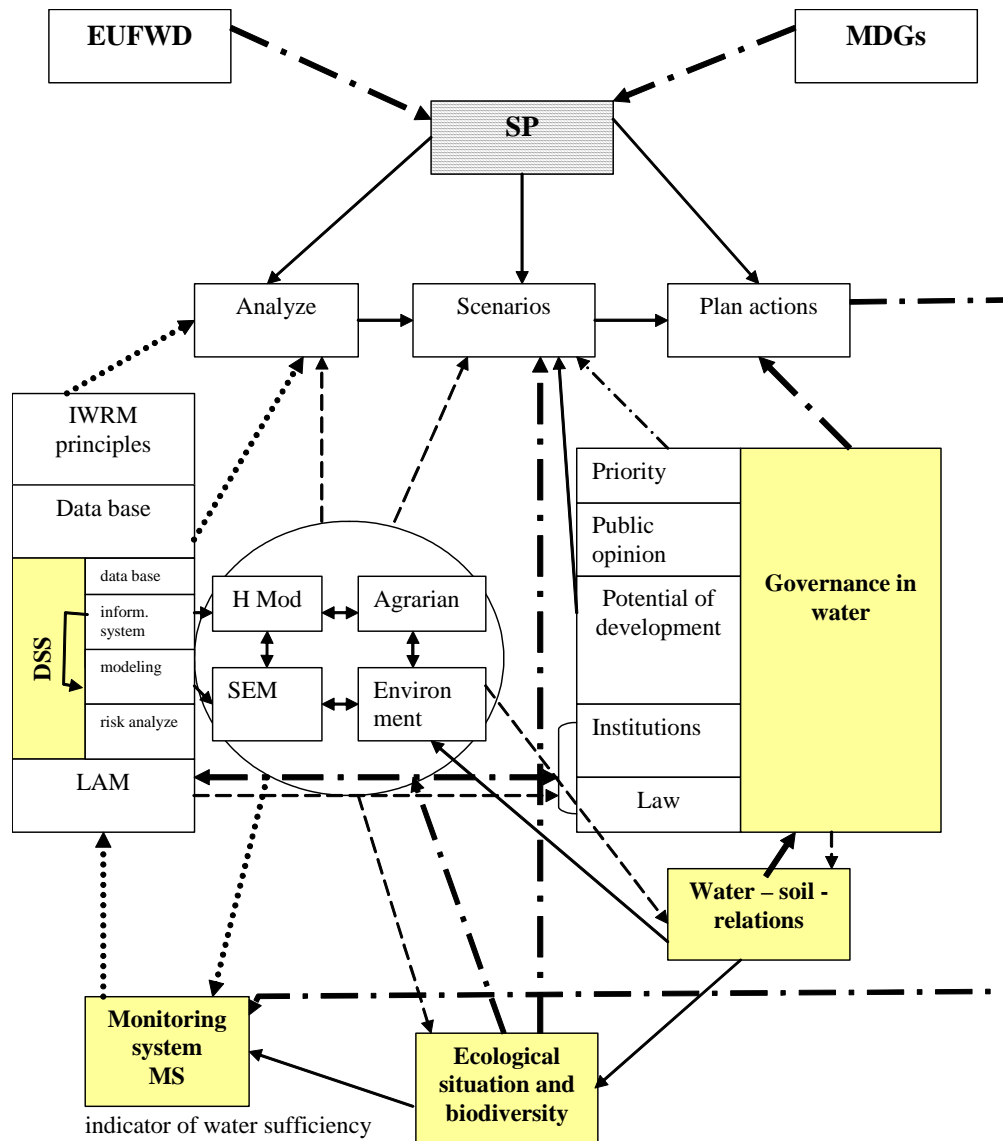 EUFWD
MDGs
SP
Analyze
Scenarios
Plan actions
IWRM
principles
Data base
DSS
data base
inform.
system
modeling
risk analyze
LAM
H Mod
Agrarian
SEM
Environ
ment
Priority
Public
opinion
Potential of
development
Institutions
Law
Governance in
water
Water – soil -
relations
Monitoring
system
MS
Ecological
situation and
biodiversity
indicator of water sufficiency